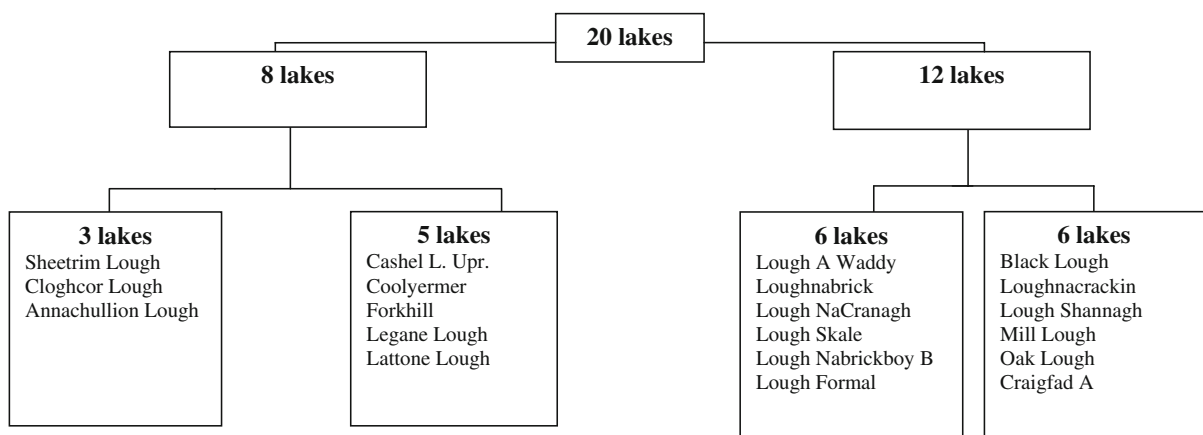 20 lakes
8 lakes
12 lakes
3 lakes
Sheetrim Lough
Cloghcor Lough
Annachullion Lough
5 lakes
Cashel L. Upr.
Coolyermer
Forkhill
Legane Lough
Lattone Lough
6 lakes
Lough A Waddy
Loughnabrick
Lough NaCranagh
Lough Skale
Lough Nabrickboy B
Lough Formal
6 lakes
Black Lough
Loughnacrackin
Lough Shannagh
Mill Lough
Oak Lough
Craigfad A